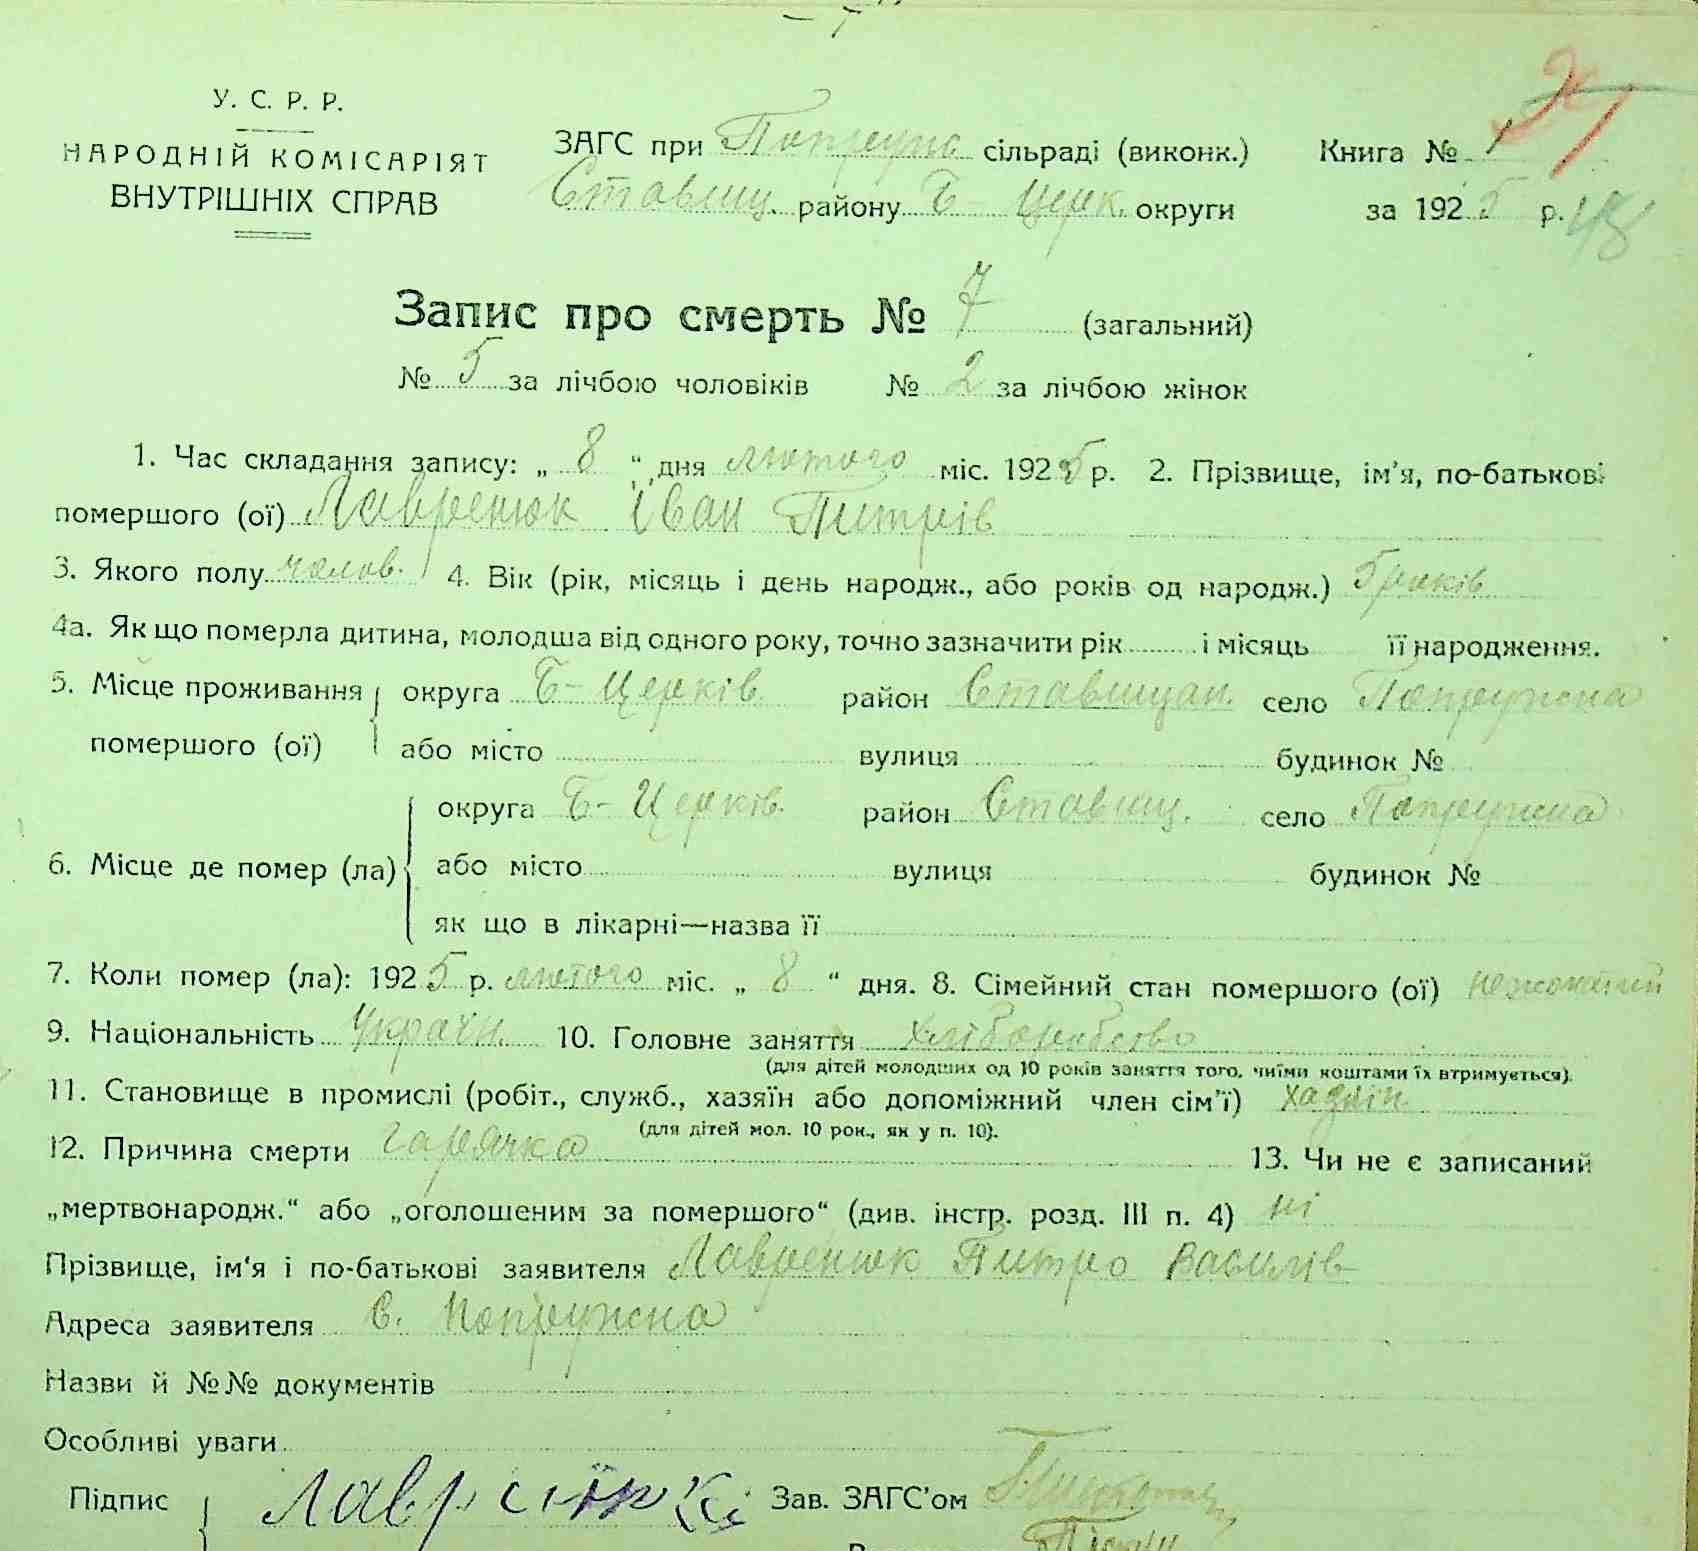 У. С. Р. Р.
НАРОДНІЙ КОМІСАРІЯТ
ВНУТРІШНІХ СПРАВ
ЗАГС при Попружн сільраді (виконк.) Книга № 1
Ставищ. району Б-Церк. округи за 1925 р. 48
Запис про смерть № 7 (загальний)
№ 5 за лічбою чоловіків № 2 за лічбою жінок
1. Час складання запису: „ 8 “ дня лютого міс. 1925 р. 2. Прізвище, ім'я, по-батькові
помершого (ої) Лавренюк Іван Питрів
3. Якого полу чолов. 4. Вік (рік, місяць і день народж., або років од народж.) 5 років
4а. Як що померла дитина, молодша від одного року, точно зазначити рік і місяць її народження.
5. Місце проживання округа Б-Церків. район Ставищан. село Попружна
помершого (ої) або місто вулиця будинок №
округа Б-Церків. район Ставищ. село Попружна
6. Місце де помер (ла) або місто вулиця будинок №
як що в лікарні—назва її
7. Коли помер (ла): 1925 р. лютого міс. „ 8 “ дня. 8. Сімейний стан помершого (ої) нежонатий
9. Національність Україн. 10. Головне заняття Хліборобство
(для дітей молодших од 10 років заняття того, чиїми коштами їх втримується).
11. Становище в промислі (робіт., служб., хазяїн або допоміжний член сім'ї) хазяїн
(для дітей мол. 10 рок., як у п. 10).
12. Причина смерти гарячка 13. Чи не є записаний
„мертвонародж.“ або „оголошеним за помершого“ (див. інстр. розд. III п. 4) ні
Прізвище, ім'я і по-батькові заявителя Лавренюк Питро Василів
Адреса заявителя с. Попружна
Назви й №№ документів
Особливі уваги
Підпис Зав. ЗАГС'ом